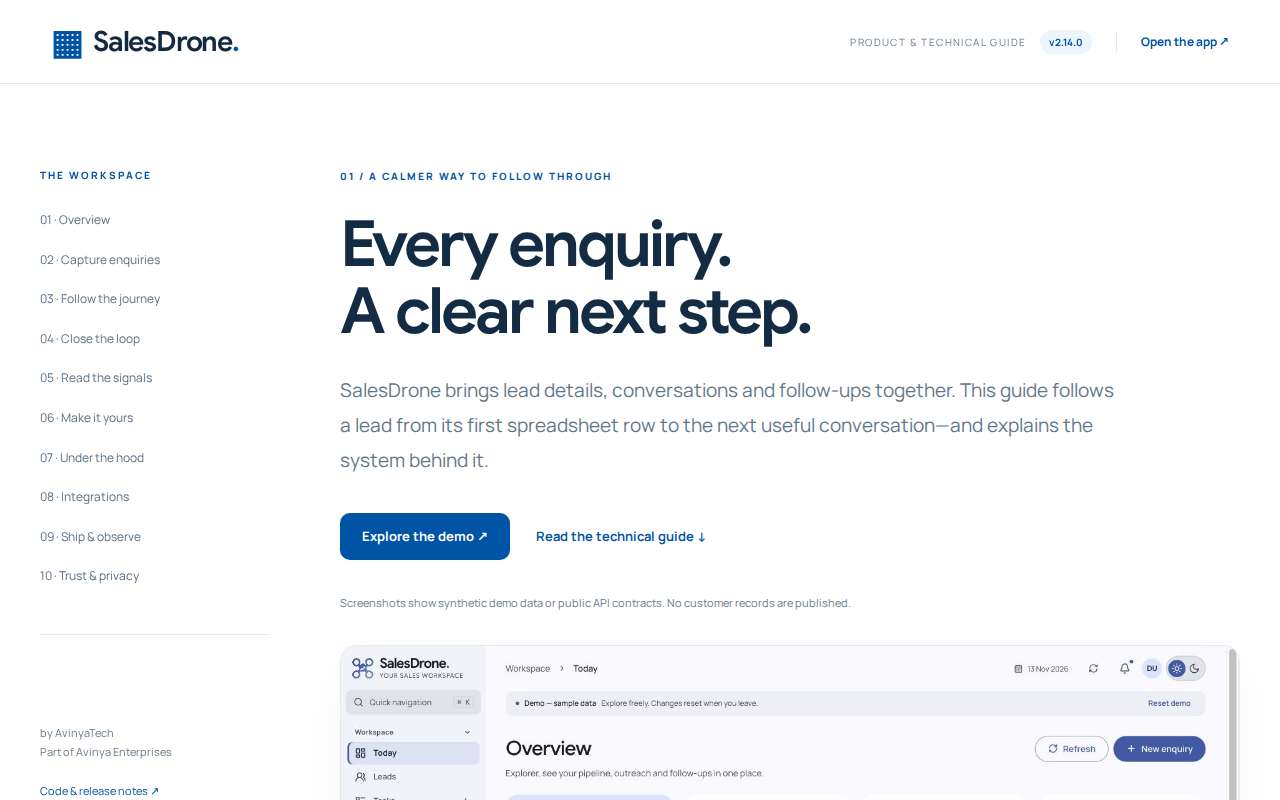 SalesDrone.
PRODUCT & TECHNICAL GUIDE
v2.14.0
Open the app ↗
THE WORKSPACE
01 · Overview
02 · Capture enquiries
03 · Follow the journey
04 · Close the loop
05 · Read the signals
06 · Make it yours
07 · Under the hood
08 · Integrations
09 · Ship & observe
10 · Trust & privacy
by AvinyaTech
Part of Avinya Enterprises
Code & release notes ↗
01 / A CALMER WAY TO FOLLOW THROUGH
Every enquiry.
A clear next step.
SalesDrone brings lead details, conversations and follow-ups together. This guide follows
a lead from its first spreadsheet row to the next useful conversation—and explains the
system behind it.
Explore the demo ↗
Read the technical guide ↓
Screenshots show synthetic demo data or public API contracts. No customer records are published.
SalesDrone.
YOUR SALES WORKSPACE
Quick navigation
⌘ K
Workspace
Today
Leads
Workspace › Today
13 Nov 2026
DU
Demo — sample data Explore freely. Changes reset when you leave.
Reset demo
Overview
Refresh
+ New enquiry
Explorer, see your pipeline, outreach and follow-ups in one place.